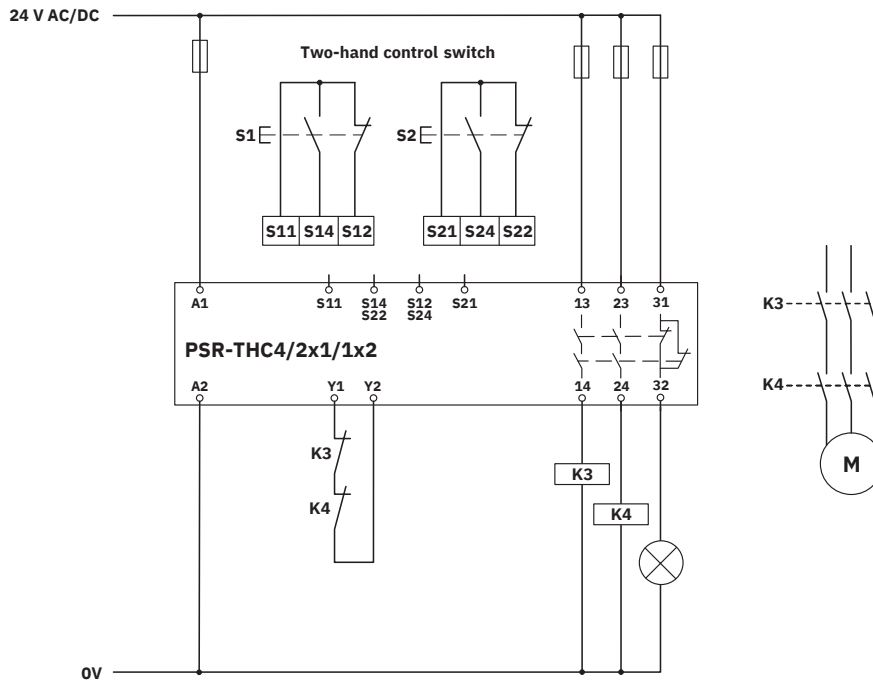 24 V AC/DC
Two-hand control switch
S1
S2
S11 S14 S12
S21 S24 S22
A1 S11 S14 S12 S21 13 23 31
S22 S24
K3
PSR-THC4/2x1/1x2
A2 Y1 Y2 14 24 32
K4
K3
M
K3
K4
K4
0V